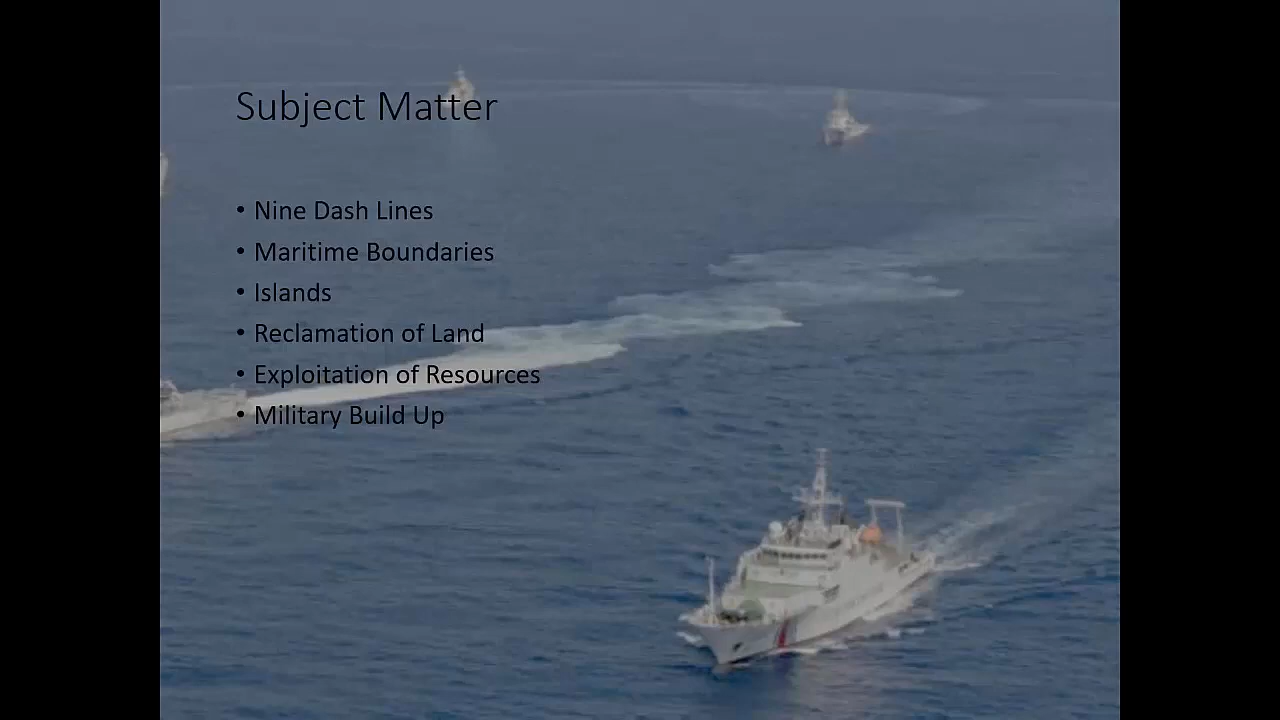 Subject Matter
• Nine Dash Lines
• Maritime Boundaries
• Islands
• Reclamation of Land
• Exploitation of Resources
• Military Build Up